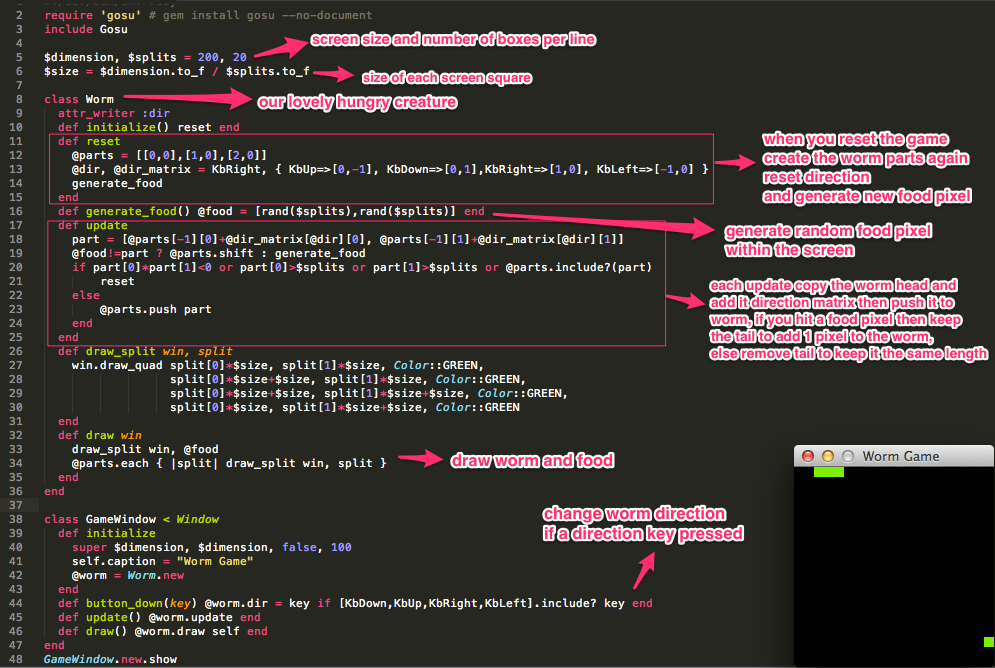 2 require 'gosu' # gem install gosu --no-document
3 include Gosu
4
screen size and number of boxes per line
5 $dimension, $splits = 200, 20
6 $size = $dimension.to_f / $splits.to_f
size of each screen square
7
8 class Worm
our lovely hungry creature
9 attr_writer :dir
10 def initialize() reset end
11 def reset
12 @parts = [[0,0],[1,0],[2,0]]
13 @dir, @dir_matrix = KbRight, { KbUp=>[0,-1], KbDown=>[0,1],KbRight=>[1,0], KbLeft=>[-1,0] }
14 generate_food
15 end
when you reset the game
create the worm parts again
reset direction
and generate new food pixel
16 def generate_food() @food = [rand($splits),rand($splits)] end
generate random food pixel
within the screen
17 def update
18 part = [@parts[-1][0]+@dir_matrix[@dir][0], @parts[-1][1]+@dir_matrix[@dir][1]]
19 @food!=part ? @parts.shift : generate_food
20 if part[0]*part[1]<0 or part[0]>$splits or part[1]>$splits or @parts.include?(part)
21 reset
22 else
23 @parts.push part
24 end
25 end
each update copy the worm head and
add it direction matrix then push it to
worm, if you hit a food pixel then keep
the tail to add 1 pixel to the worm,
else remove tail to keep it the same length
26 def draw_split win, split
27 win.draw_quad split[0]*$size, split[1]*$size, Color::GREEN,
28 split[0]*$size+$size, split[1]*$size, Color::GREEN,
29 split[0]*$size+$size, split[1]*$size+$size, Color::GREEN,
30 split[0]*$size, split[1]*$size+$size, Color::GREEN
31 end
32 def draw win
33 draw_split win, @food
34 @parts.each { |split| draw_split win, split }
draw worm and food
35 end
36 end
37
38 class GameWindow < Window
39 def initialize
40 super $dimension, $dimension, false, 100
41 self.caption = "Worm Game"
42 @worm = Worm.new
43 end
change worm direction
if a direction key pressed
44 def button_down(key) @worm.dir = key if [KbDown,KbUp,KbRight,KbLeft].include? key end
45 def update() @worm.update end
46 def draw() @worm.draw self end
47 end
48 GameWindow.new.show
Worm Game